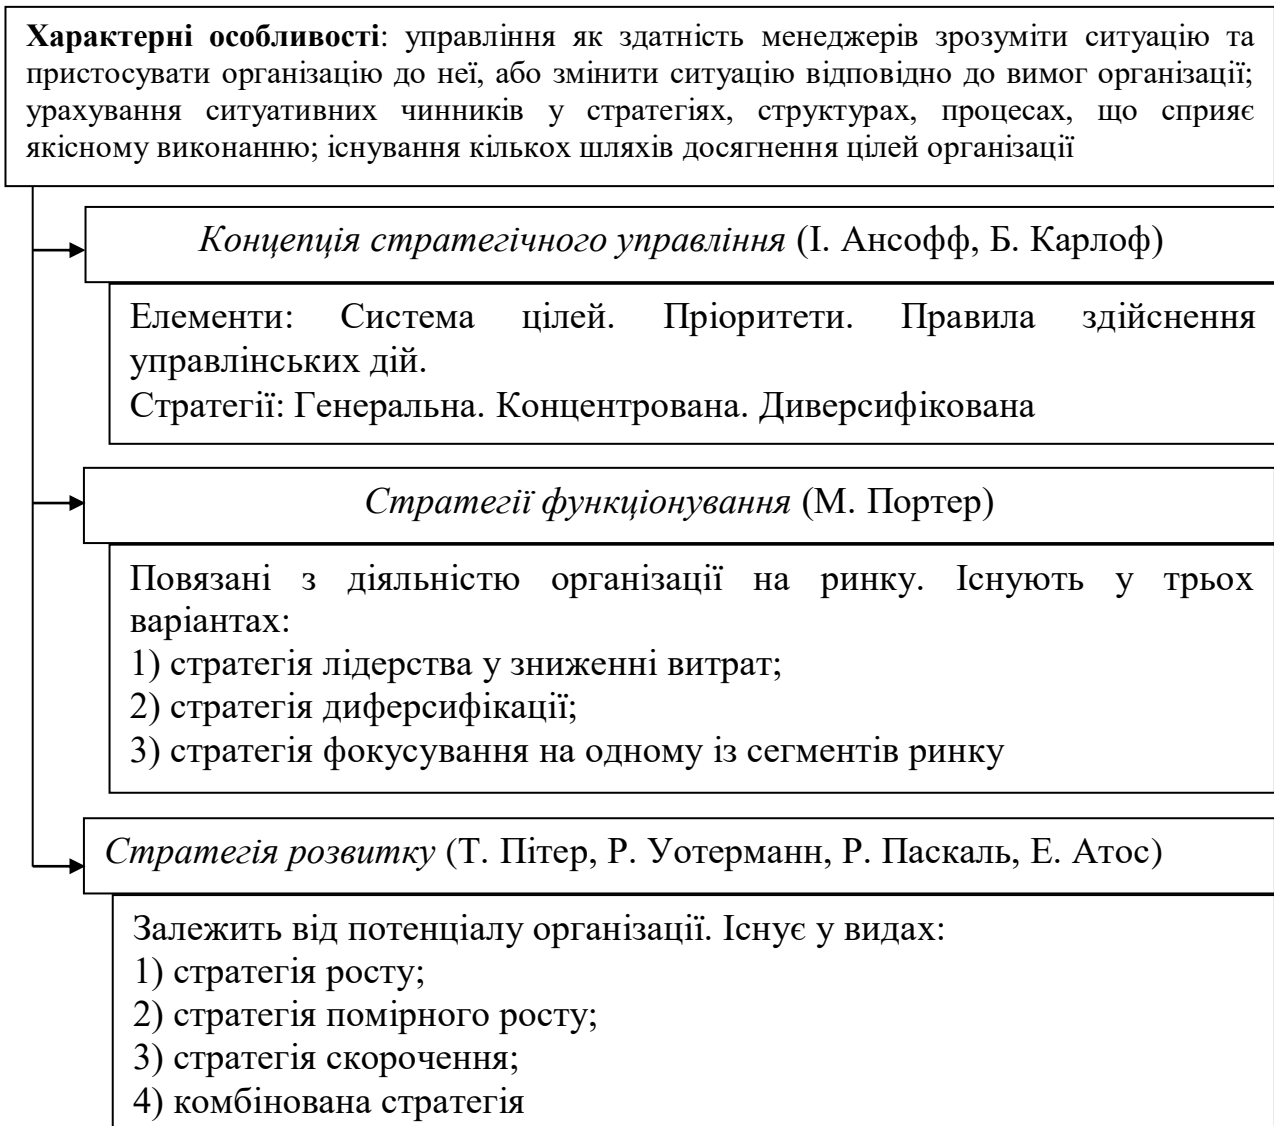 Характерні особливості: управління як здатність менеджерів зрозуміти ситуацію та
пристосувати організацію до неї, або змінити ситуацію відповідно до вимог організації;
урахування ситуативних чинників у стратегіях, структурах, процесах, що сприяє
якісному виконанню; існування кількох шляхів досягнення цілей організації
Концепція стратегічного управління (І. Ансофф, Б. Карлоф)
Елементи: Система цілей. Пріоритети. Правила здійснення
управлінських дій.
Стратегії: Генеральна. Концентрована. Диверсифікована
Стратегії функціонування (М. Портер)
Повязані з діяльністю організації на ринку. Існують у трьох
варіантах:
1) стратегія лідерства у зниженні витрат;
2) стратегія диферсифікації;
3) стратегія фокусування на одному із сегментів ринку
Стратегія розвитку (Т. Пітер, Р. Уотерманн, Р. Паскаль, Е. Атос)
Залежить від потенціалу організації. Існує у видах:
1) стратегія росту;
2) стратегія помірного росту;
3) стратегія скорочення;
4) комбінована стратегія